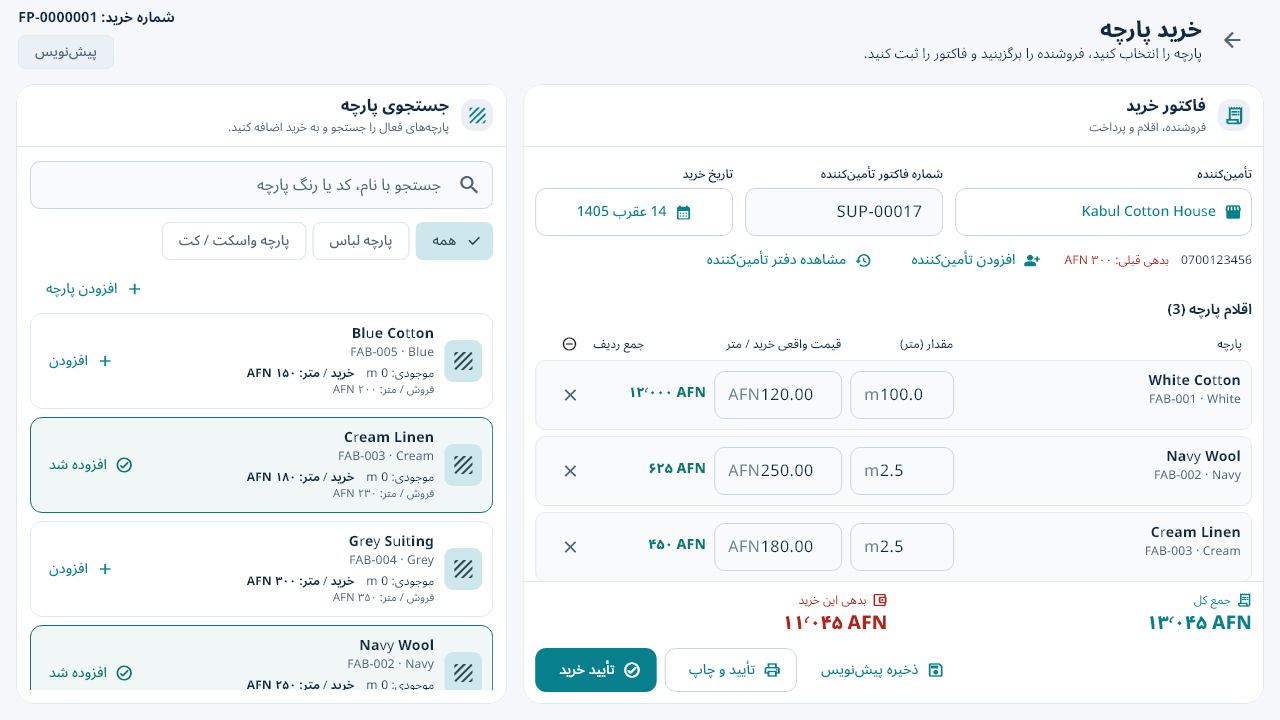 خرید پارچه
پارچه را انتخاب کنید، فروشنده را برگزینید و فاکتور را ثبت کنید.
شماره خرید: FP-0000001
پیش‌نویس
فاکتور خرید
فروشنده، اقلام و پرداخت
تأمین‌کننده
شماره فاکتور تأمین‌کننده
تاریخ خرید
Kabul Cotton House
SUP-00017
14 عقرب 1405
0700123456
بدهی قبلی: ۳۰۰ AFN
افزودن تأمین‌کننده
مشاهده دفتر تأمین‌کننده
اقلام پارچه (3)
پارچه
مقدار (متر)
قیمت واقعی خرید / متر
جمع ردیف
White Cotton
FAB-001 · White
m100.0
AFN120.00
۱۲٬۰۰۰ AFN
Navy Wool
FAB-002 · Navy
m2.5
AFN250.00
۶۲۵ AFN
Cream Linen
FAB-003 · Cream
m2.5
AFN180.00
۴۵۰ AFN
جمع کل
۱۳٬۰۴۵ AFN
بدهی این خرید
۱۱٬۰۴۵ AFN
ذخیره پیش‌نویس
تأیید و چاپ
تأیید خرید
جستجوی پارچه
پارچه‌های فعال را جستجو و به خرید اضافه کنید.
جستجو با نام، کد یا رنگ پارچه
همه
پارچه لباس
پارچه واسکت / کت
افزودن پارچه
Blue Cotton
FAB-005 · Blue
موجودی: 0 m خرید / متر: ۱۵۰ AFN
فروش / متر: ۲۰۰ AFN
افزودن
Cream Linen
FAB-003 · Cream
موجودی: 0 m خرید / متر: ۱۸۰ AFN
فروش / متر: ۲۳۰ AFN
افزوده شد
Grey Suiting
FAB-004 · Grey
موجودی: 0 m خرید / متر: ۳۰۰ AFN
فروش / متر: ۳۵۰ AFN
افزودن
Navy Wool
FAB-002 · Navy
موجودی: 0 m خرید / متر: ۲۵۰ AFN
افزوده شد